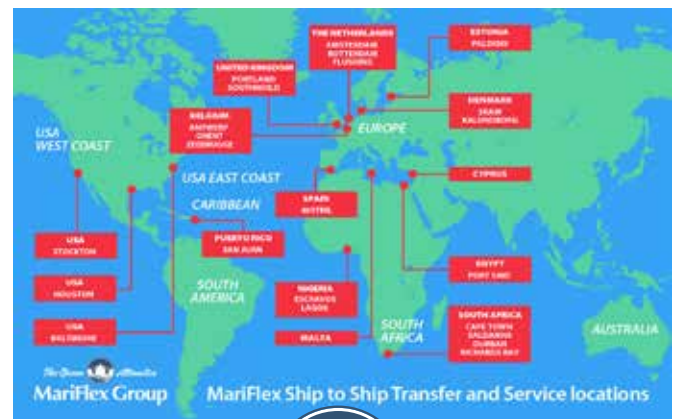 THE NETHERLANDS
AMSTERDAM
ROTTERDAM
FLUSHING
ESTONIA
PALDISKI
UNITED KINGDOM
PORTLAND
SOUTHWOLD
BELGIUM
ANTWERP
GHENT
ZEEBRUGGE
DENMARK
SKAW
KALUNDBORG
EUROPE
USA
WEST COAST
USA EAST COAST
CARIBBEAN
SPAIN
MOTRIL
CYPRUS
USA
STOCKTON
PUERTO RICO
SAN JUAN
USA
HOUSTON
SOUTH
AMERICA
NIGERIA
ESCRAVOS
LAGOS
EGYPT
PORT SAID
USA
BALTIMORE
MALTA
SOUTH
AFRICA
SOUTH AFRICA
CAPE TOWN
SALDANHA
DURBAN
RICHARDS BAY
AUSTRALIA
MariFlex Group
MariFlex Ship to Ship Transfer and Service locations